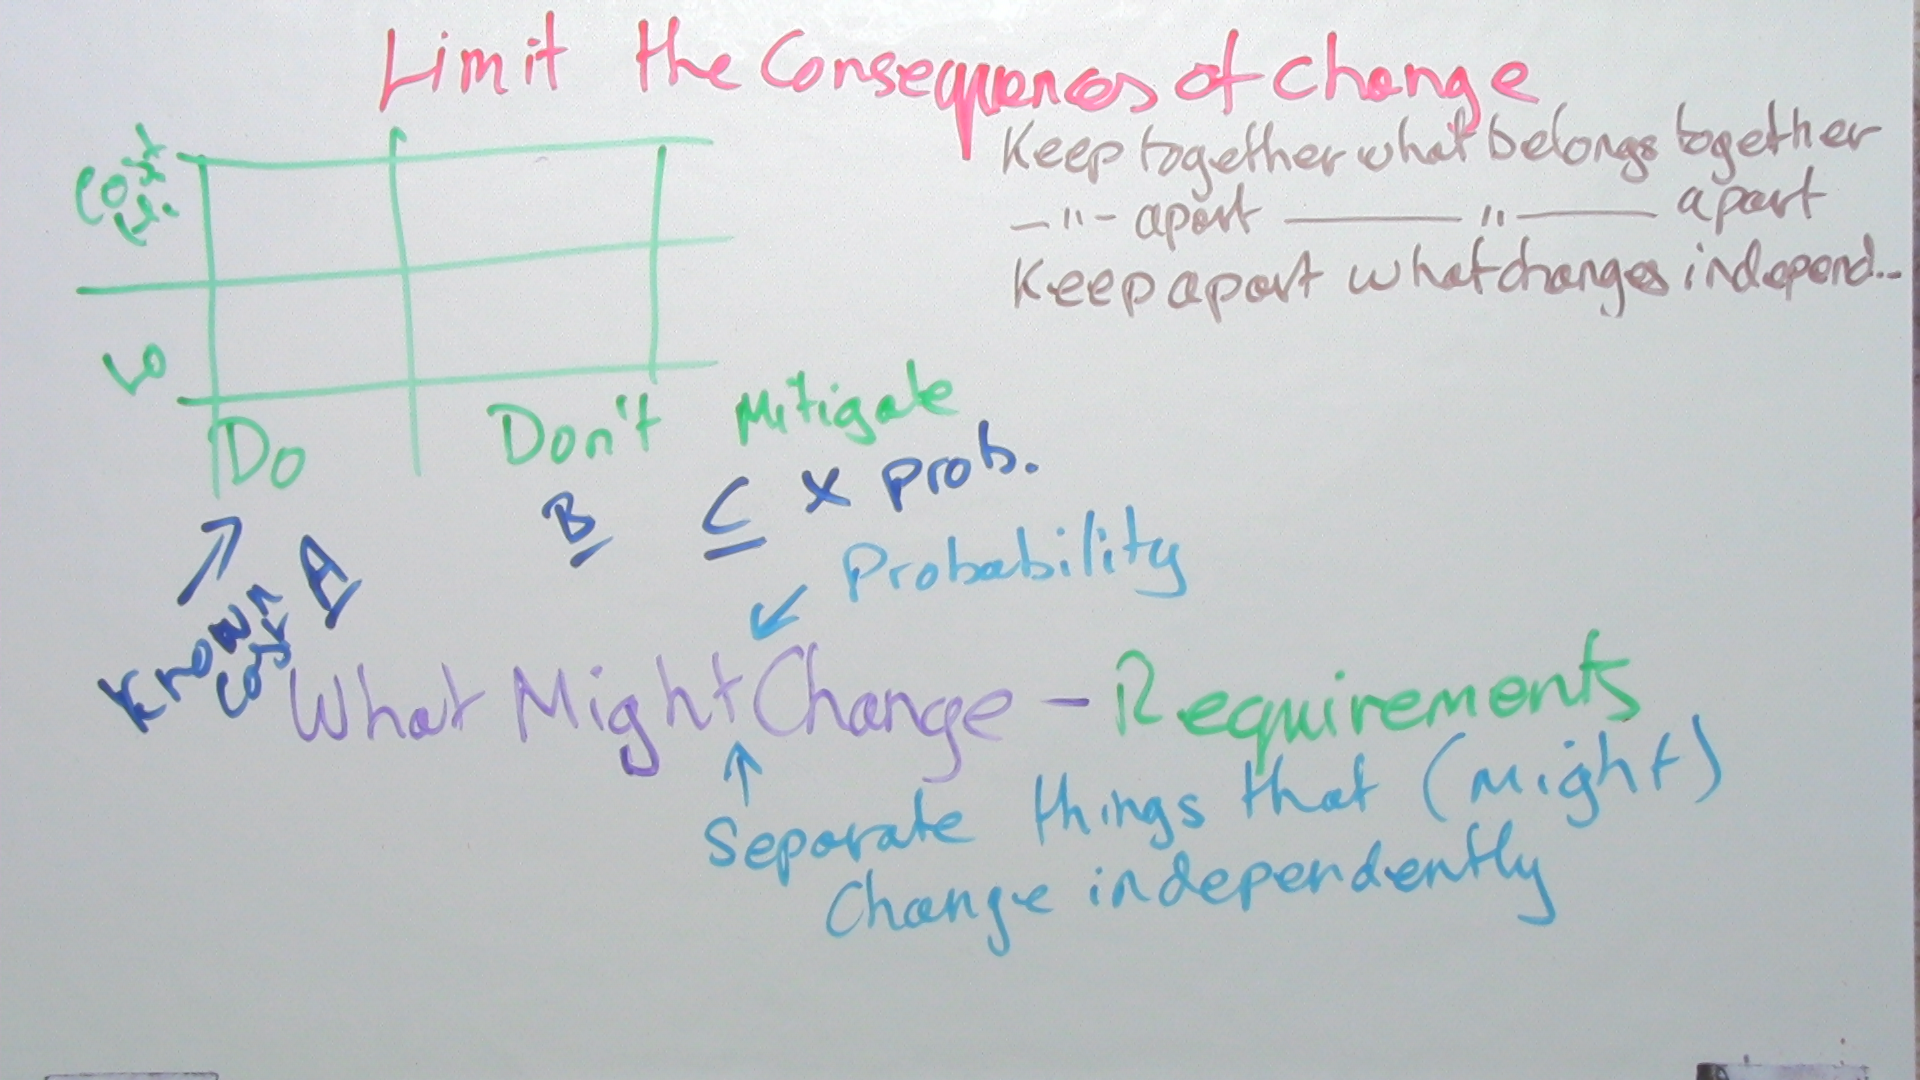 Limit the Consequences of Change
Keep together what belongs together
—"— apart ———"——— apart
Keep apart what changes independ...
Cost
Hi.
Lo
Do
Don't
Mitigate
B
C x prob.
Known
cost
A
Probability
What Might Change - Requirements
Separate things that (might)
Change independently